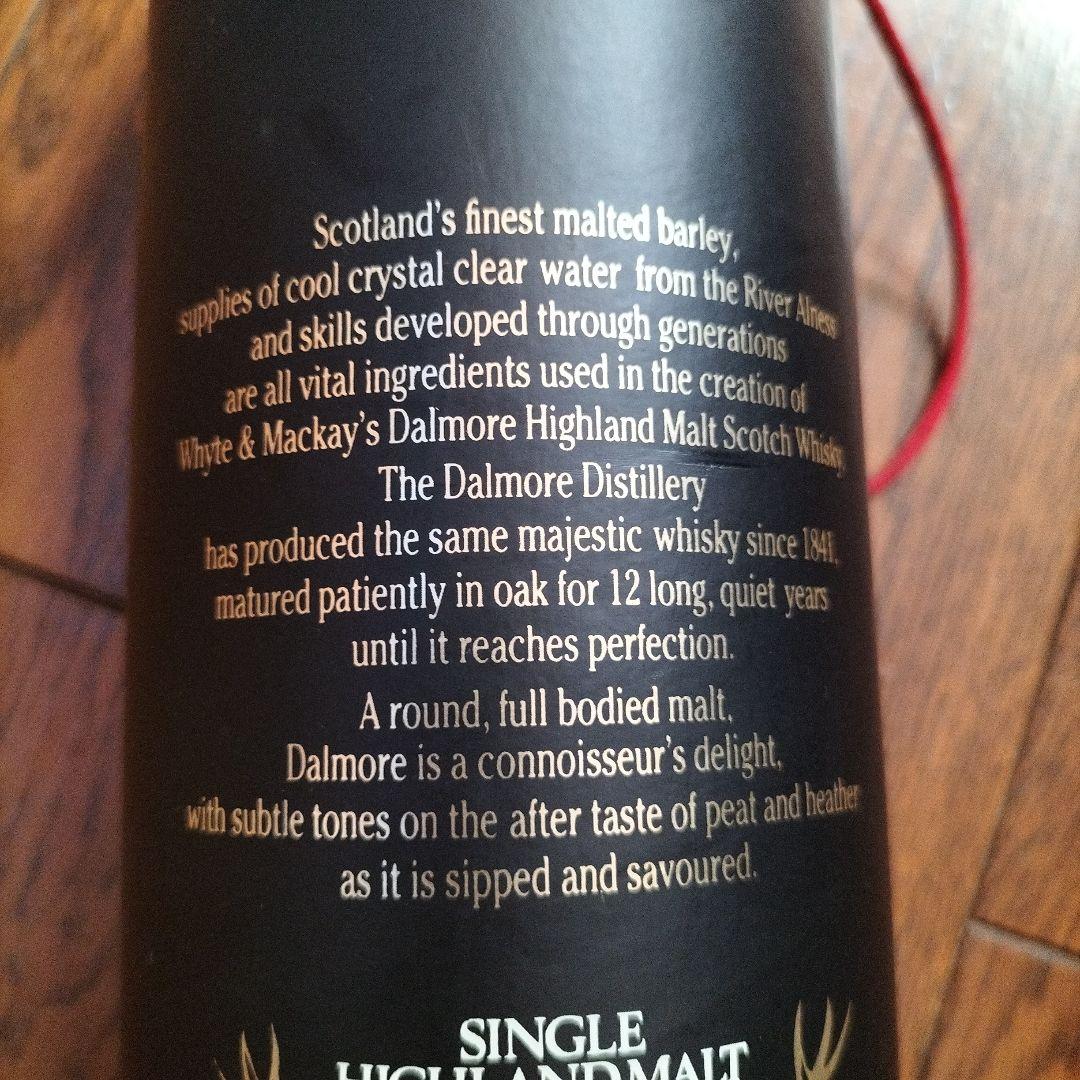 Scotland's finest malted barley,
supplies of cool crystal clear water from the River Alness
and skills developed through generations
are all vital ingredients used in the creation of
Whyte & Mackay's Dalmore Highland Malt Scotch Whisky.
The Dalmore Distillery
has produced the same majestic whisky since 1841,
matured patiently in oak for 12 long, quiet years
until it reaches perfection.
A round, full bodied malt,
Dalmore is a connoisseur's delight,
with subtle tones on the after taste of peat and heather
as it is sipped and savoured.
SINGLE
HIGHLAND MALT